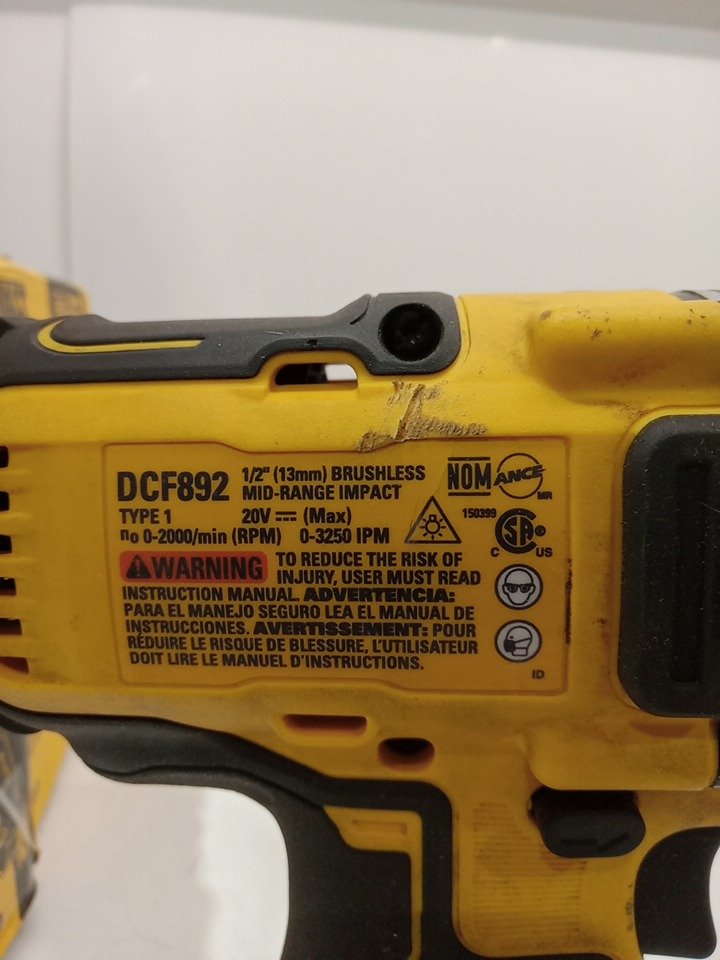 DCF892 1/2" (13mm) BRUSHLESS
MID-RANGE IMPACT
TYPE 1 20V ⎓ (Max)
n₀ 0-2000/min (RPM) 0-3250 IPM
WARNING TO REDUCE THE RISK OF
INJURY, USER MUST READ
INSTRUCTION MANUAL. ADVERTENCIA:
PARA EL MANEJO SEGURO LEA EL MANUAL DE
INSTRUCCIONES. AVERTISSEMENT: POUR
RÉDUIRE LE RISQUE DE BLESSURE, L'UTILISATEUR
DOIT LIRE LE MANUEL D'INSTRUCTIONS.
NOM ANCE
MR
150399
C SA US
ID